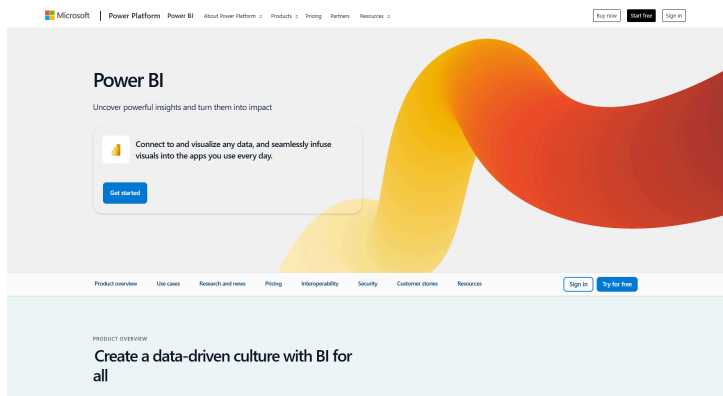 Microsoft Power Platform Power BI About Power Platform Products Pricing Partners Resources Buy now Start free Sign in
Power BI
Uncover powerful insights and turn them into impact
Connect to and visualize any data, and seamlessly infuse
visuals into the apps you use every day.
Get started
Product overview Use cases Research and news Pricing Interoperability Security Customer stories Resources Sign in Try for free
PRODUCT OVERVIEW
Create a data-driven culture with BI for
all